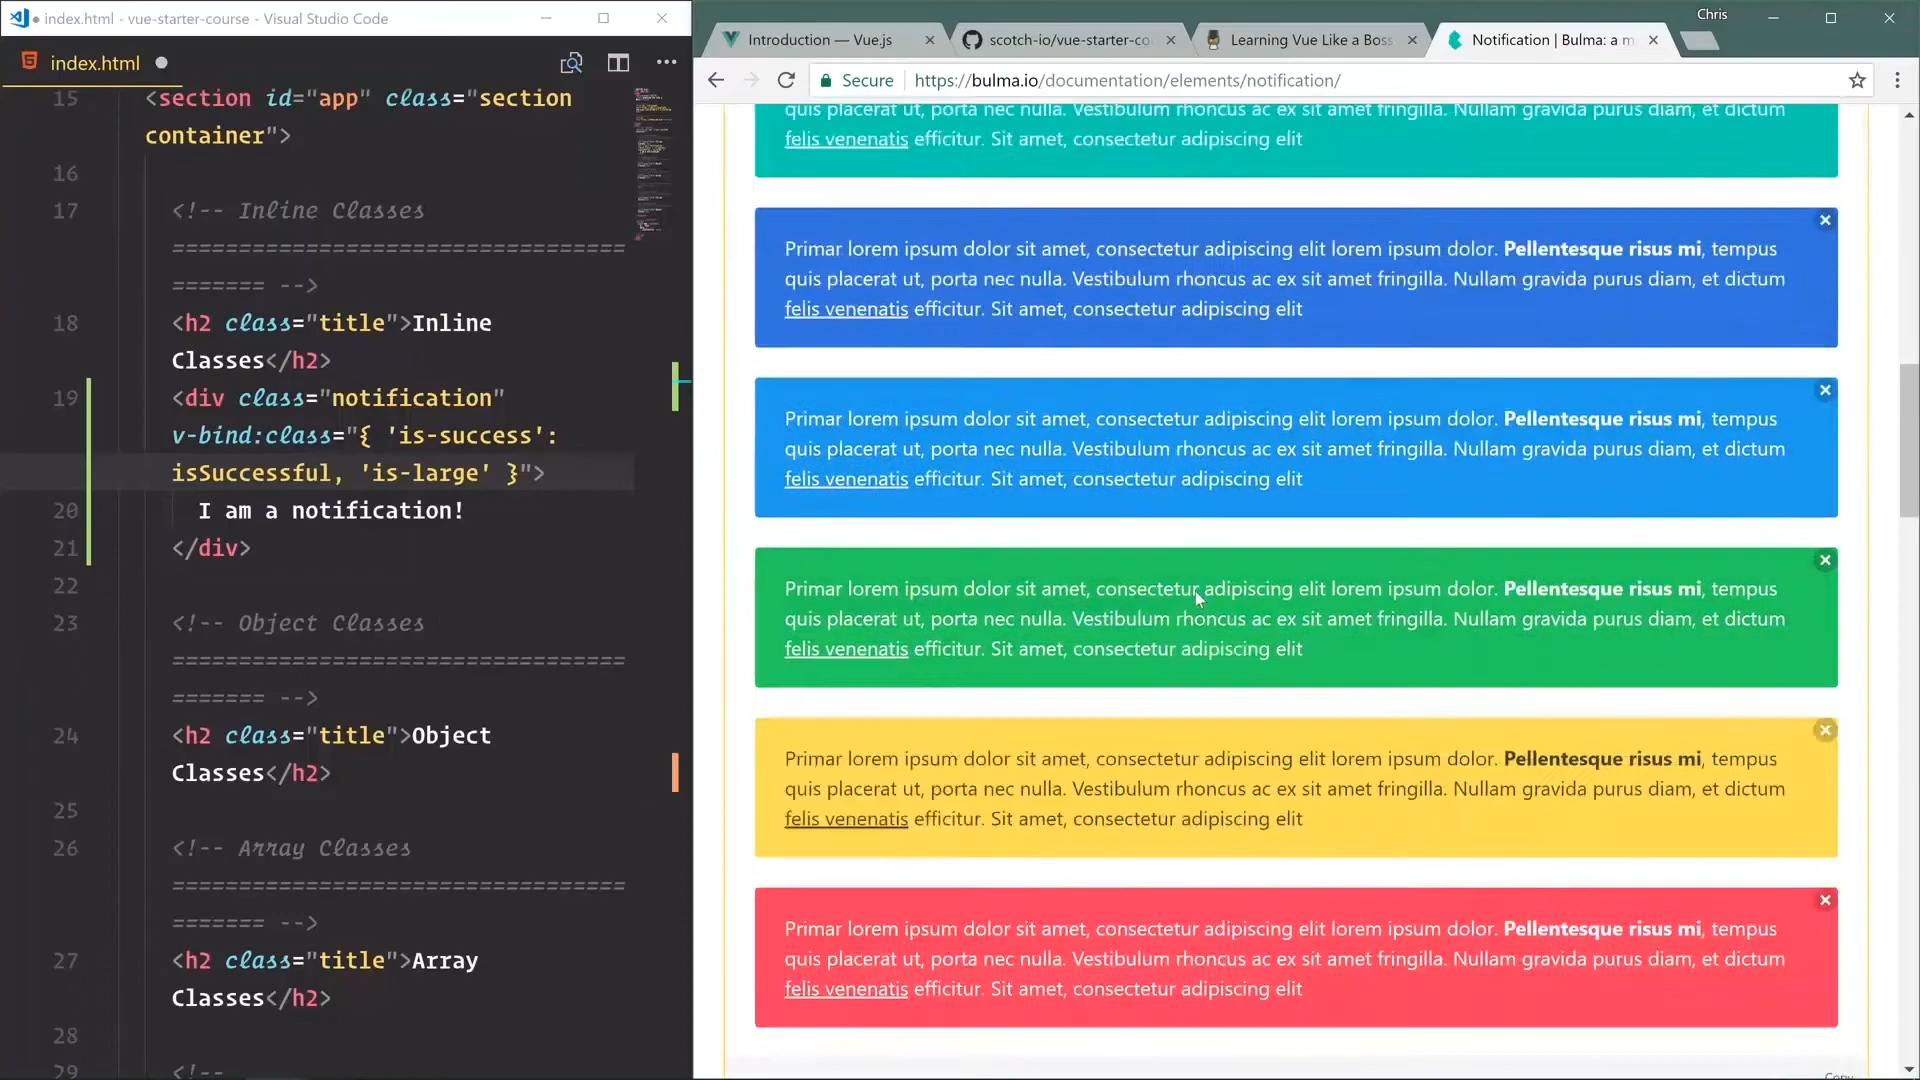 index.html - vue-starter-course - Visual Studio Code
index.html
15 <section id="app" class="section
container">
16
17 <!-- Inline Classes
===================================
======= -->
18 <h2 class="title">Inline
Classes</h2>
19 <div class="notification"
v-bind:class="{ 'is-success':
isSuccessful, 'is-large' }">
20 I am a notification!
21 </div>
22
23 <!-- Object Classes
===================================
======= -->
24 <h2 class="title">Object
Classes</h2>
25
26 <!-- Array Classes
===================================
======= -->
27 <h2 class="title">Array
Classes</h2>
28
29 <!--
Chris
Introduction — Vue.js
scotch-io/vue-starter-co
Learning Vue Like a Boss
Notification | Bulma: a m
Secure
https://bulma.io/documentation/elements/notification/
quis placerat ut, porta nec nulla. Vestibulum rhoncus ac ex sit amet fringilla. Nullam gravida purus diam, et dictum
felis venenatis efficitur. Sit amet, consectetur adipiscing elit
Primar lorem ipsum dolor sit amet, consectetur adipiscing elit lorem ipsum dolor. Pellentesque risus mi, tempus
quis placerat ut, porta nec nulla. Vestibulum rhoncus ac ex sit amet fringilla. Nullam gravida purus diam, et dictum
felis venenatis efficitur. Sit amet, consectetur adipiscing elit
Primar lorem ipsum dolor sit amet, consectetur adipiscing elit lorem ipsum dolor. Pellentesque risus mi, tempus
quis placerat ut, porta nec nulla. Vestibulum rhoncus ac ex sit amet fringilla. Nullam gravida purus diam, et dictum
felis venenatis efficitur. Sit amet, consectetur adipiscing elit
Primar lorem ipsum dolor sit amet, consectetur adipiscing elit lorem ipsum dolor. Pellentesque risus mi, tempus
quis placerat ut, porta nec nulla. Vestibulum rhoncus ac ex sit amet fringilla. Nullam gravida purus diam, et dictum
felis venenatis efficitur. Sit amet, consectetur adipiscing elit
Primar lorem ipsum dolor sit amet, consectetur adipiscing elit lorem ipsum dolor. Pellentesque risus mi, tempus
quis placerat ut, porta nec nulla. Vestibulum rhoncus ac ex sit amet fringilla. Nullam gravida purus diam, et dictum
felis venenatis efficitur. Sit amet, consectetur adipiscing elit
Primar lorem ipsum dolor sit amet, consectetur adipiscing elit lorem ipsum dolor. Pellentesque risus mi, tempus
quis placerat ut, porta nec nulla. Vestibulum rhoncus ac ex sit amet fringilla. Nullam gravida purus diam, et dictum
felis venenatis efficitur. Sit amet, consectetur adipiscing elit